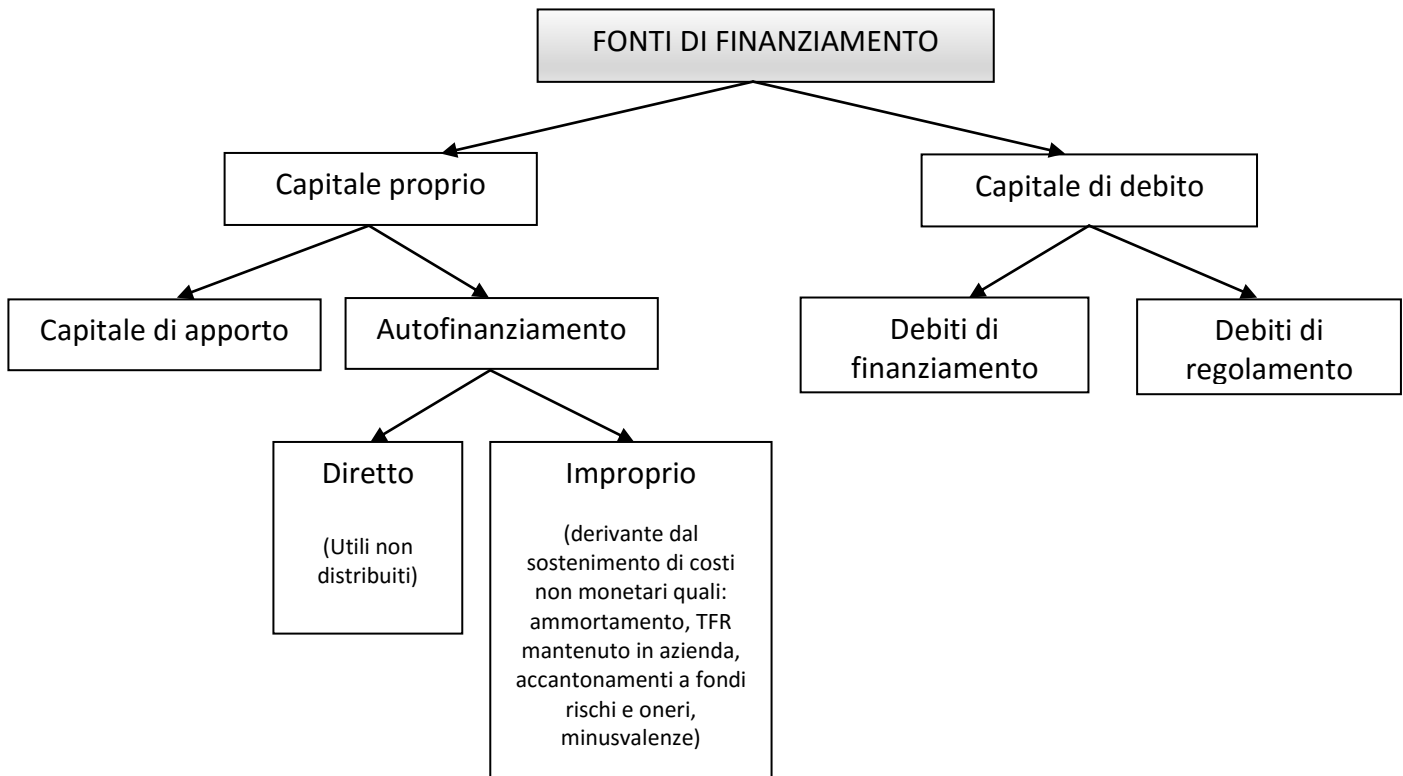 FONTI DI FINANZIAMENTO
Capitale proprio
Capitale di debito
Capitale di apporto
Autofinanziamento
Debiti di
finanziamento
Debiti di
regolamento
Diretto
(Utili non
distribuiti)
Improprio
(derivante dal
sostenimento di costi
non monetari quali:
ammortamento, TFR
mantenuto in azienda,
accantonamenti a fondi
rischi e oneri,
minusvalenze)